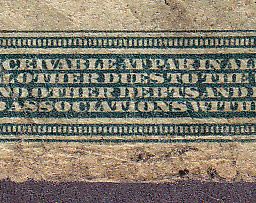 CEIVABLE AT PAR IN AL
OTHER DUES TO THE
ND OTHER DEBTS AND
ASSOCIATIONS WITH